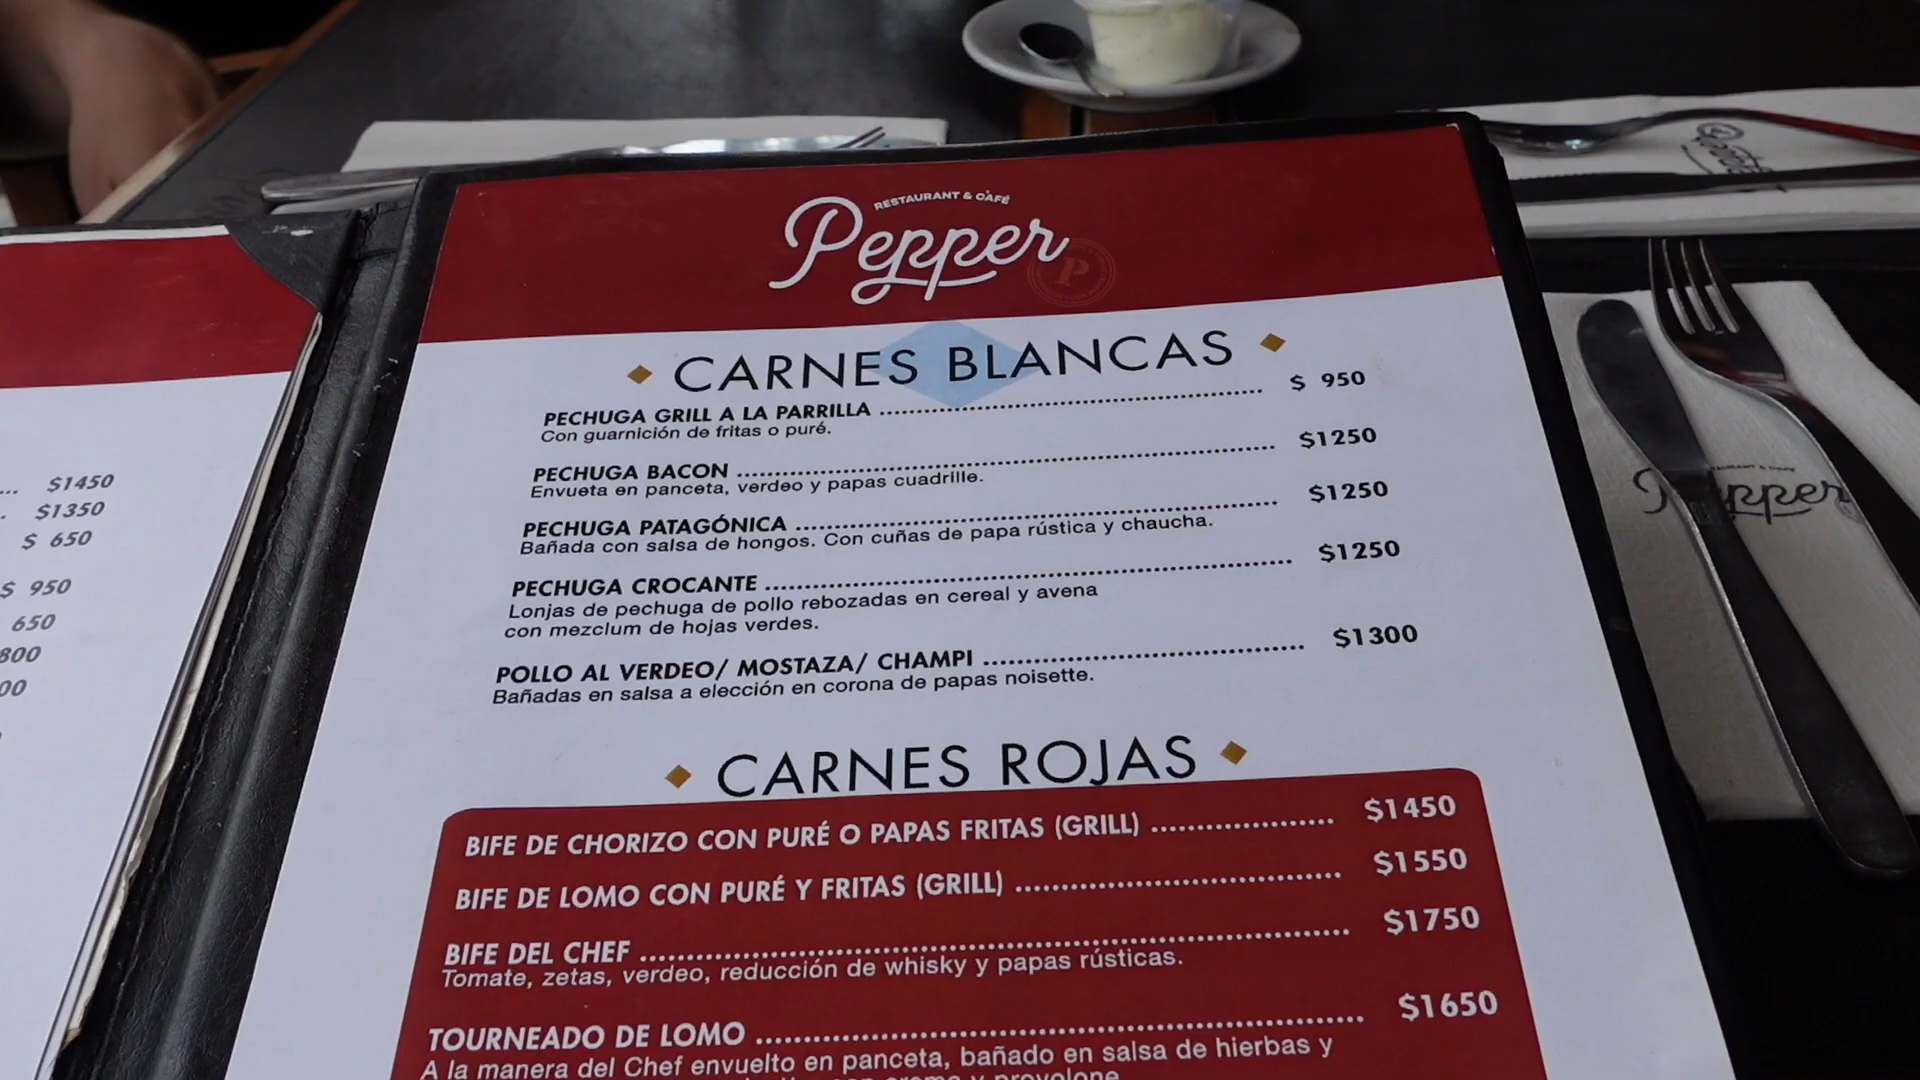 RESTAURANT & CAFÉ
Pepper
P
CARNES BLANCAS
PECHUGA GRILL A LA PARRILLA ........ $ 950
Con guarnición de fritas o puré.
PECHUGA BACON ........ $1250
Envueta en panceta, verdeo y papas cuadrille.
PECHUGA PATAGÓNICA ........ $1250
Bañada con salsa de hongos. Con cuñas de papa rústica y chaucha.
PECHUGA CROCANTE ........ $1250
Lonjas de pechuga de pollo rebozadas en cereal y avena
con mezclum de hojas verdes.
POLLO AL VERDEO/ MOSTAZA/ CHAMPI ........ $1300
Bañadas en salsa a elección en corona de papas noisette.
CARNES ROJAS
BIFE DE CHORIZO CON PURÉ O PAPAS FRITAS (GRILL) ........ $1450
BIFE DE LOMO CON PURÉ Y FRITAS (GRILL) ........ $1550
BIFE DEL CHEF ........ $1750
Tomate, zetas, verdeo, reducción de whisky y papas rústicas.
TOURNEADO DE LOMO ........ $1650
A la manera del Chef envuelto en panceta, bañado en salsa de hierbas y
crema y provolone
... $1450
. $1350
$ 650
$ 950
650
800
00
Pepper